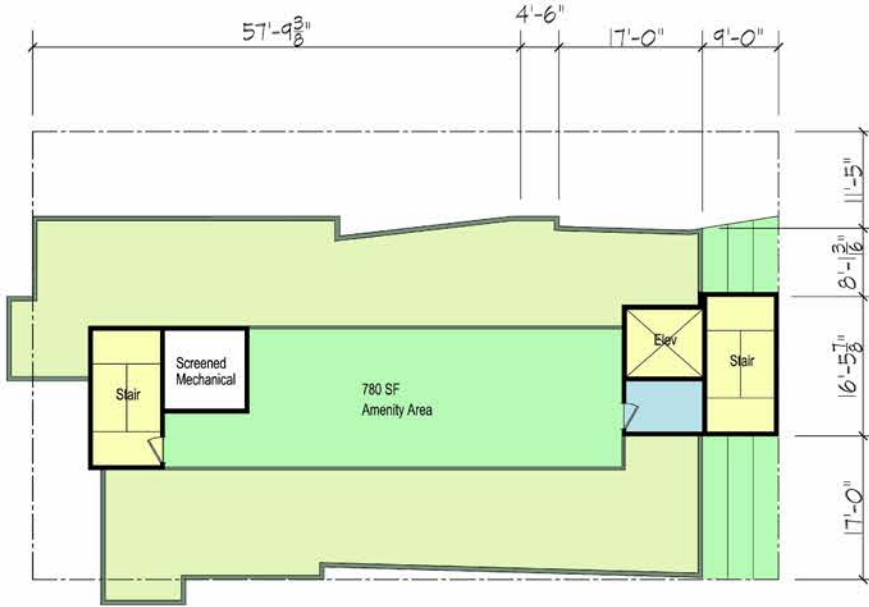 57'-9 3/8"
4'-6"
17'-0"
9'-0"
11'-5"
8'-1 3/16"
16'-5 7/8"
17'-0"
Elev
Stair
Screened
Mechanical
Stair
780 SF
Amenity Area